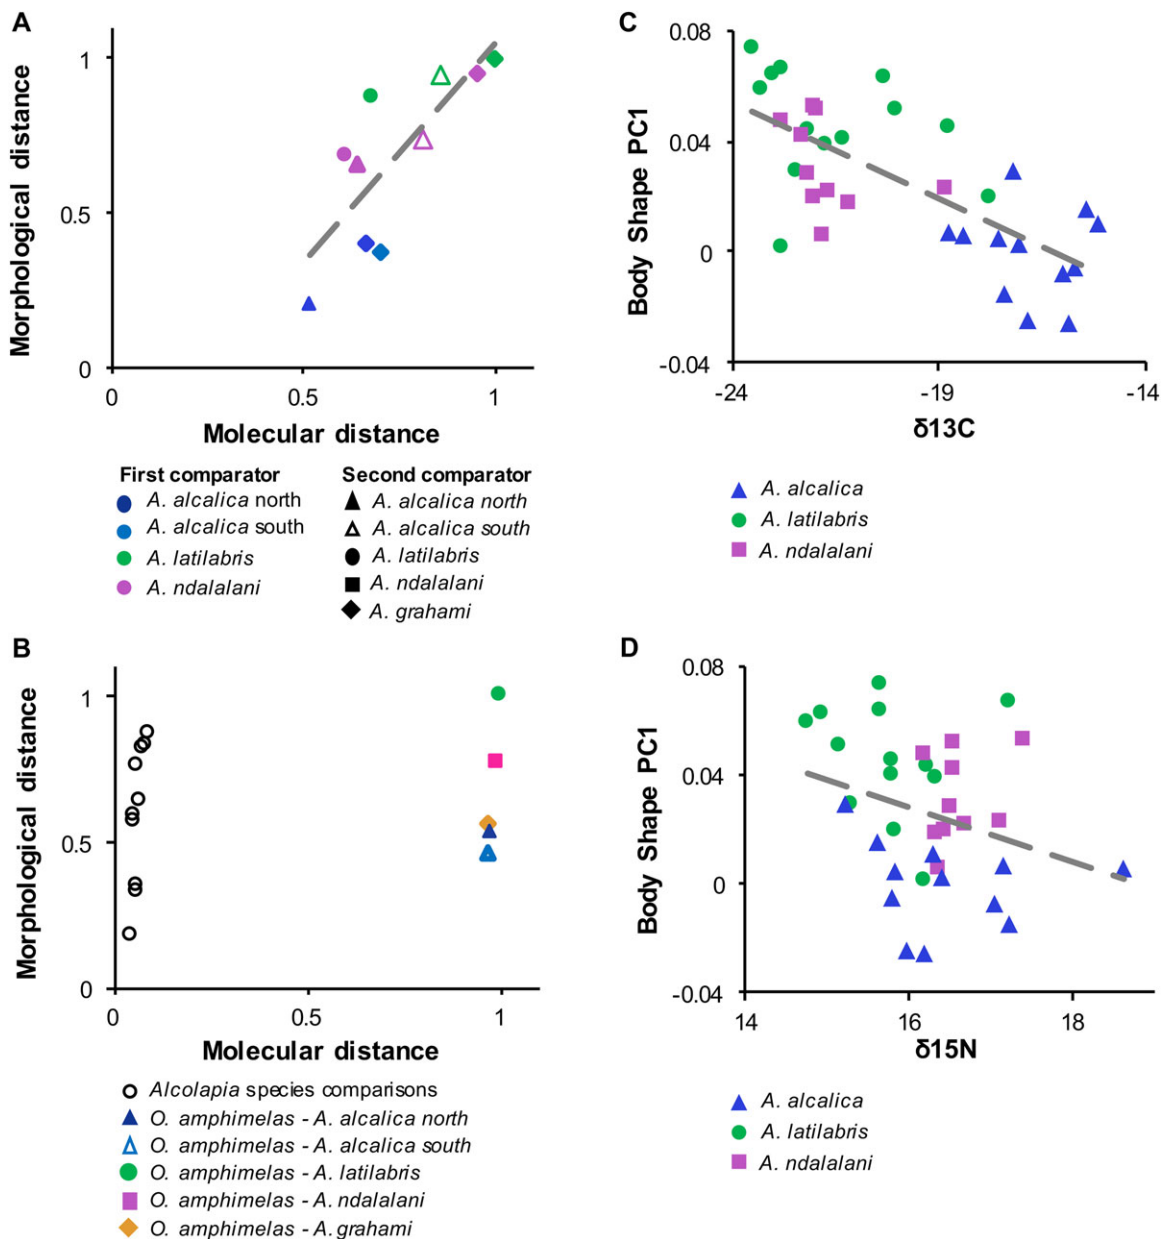 A
Morphological distance
1
0.5
0
0
0.5
1
Molecular distance
First comparator
A. alcalica north
A. alcalica south
A. latilabris
A. ndalalani
Second comparator
A. alcalica north
A. alcalica south
A. latilabris
A. ndalalani
A. grahami
C
Body Shape PC1
0.08
0.04
0
-0.04
-24
-19
-14
δ13C
A. alcalica
A. latilabris
A. ndalalani
B
Morphological distance
1
0.5
0
0
0.5
1
Molecular distance
Alcolapia species comparisons
O. amphimelas - A. alcalica north
O. amphimelas - A. alcalica south
O. amphimelas - A. latilabris
O. amphimelas - A. ndalalani
O. amphimelas - A. grahami
D
Body Shape PC1
0.08
0.04
0
-0.04
14
16
18
δ15N
A. alcalica
A. latilabris
A. ndalalani